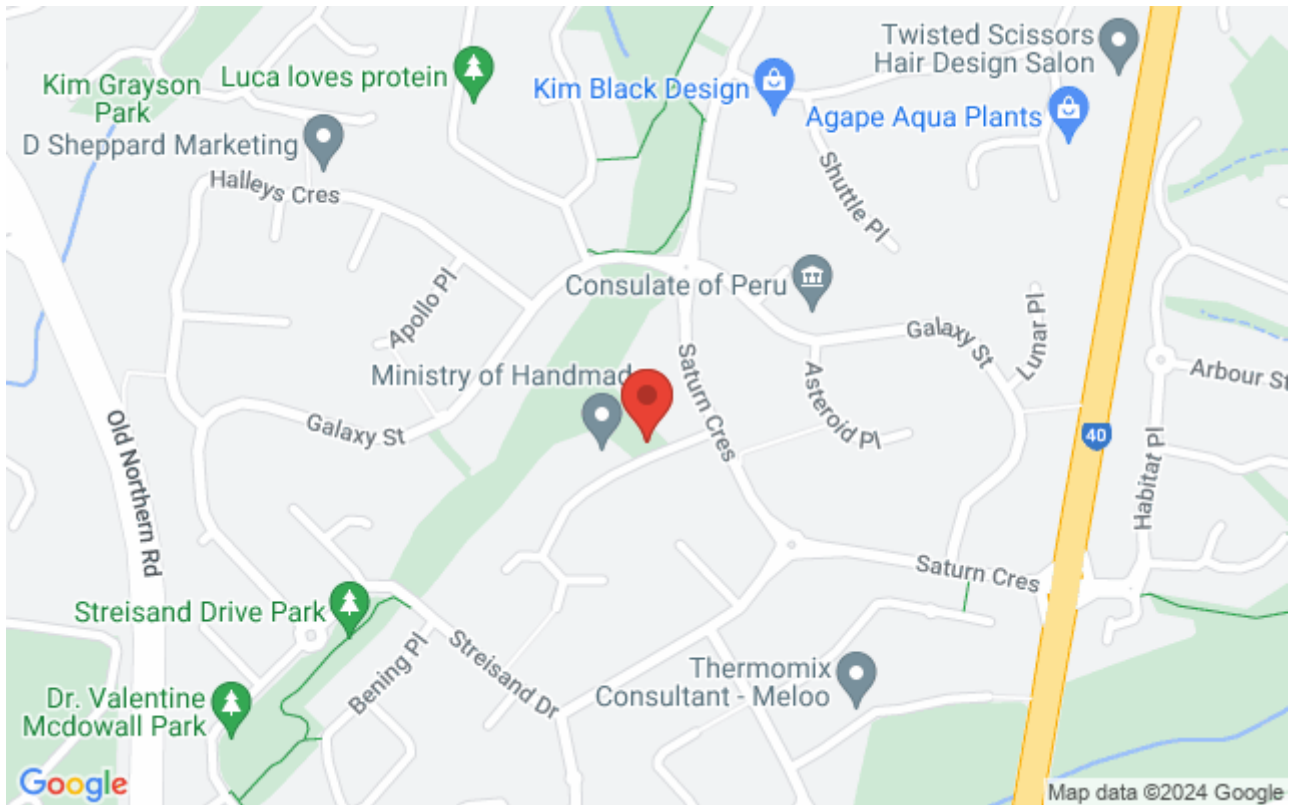 Twisted Scissors
Hair Design Salon
Kim Grayson
Park
Luca loves protein
Kim Black Design
Agape Aqua Plants
D Sheppard Marketing
Halleys Cres
Shuttle Pl
Apollo Pl
Consulate of Peru
Lunar Pl
Galaxy St
Saturn Cres
Asteroid Pl
Arbour St
Ministry of Handmad
Old Northern Rd
Galaxy St
40
Habitat Pl
Saturn Cres
Streisand Drive Park
Bening Pl
Streisand Dr
Thermomix
Consultant - Meloo
Dr. Valentine
Mcdowall Park
Google
Map data ©2024 Google